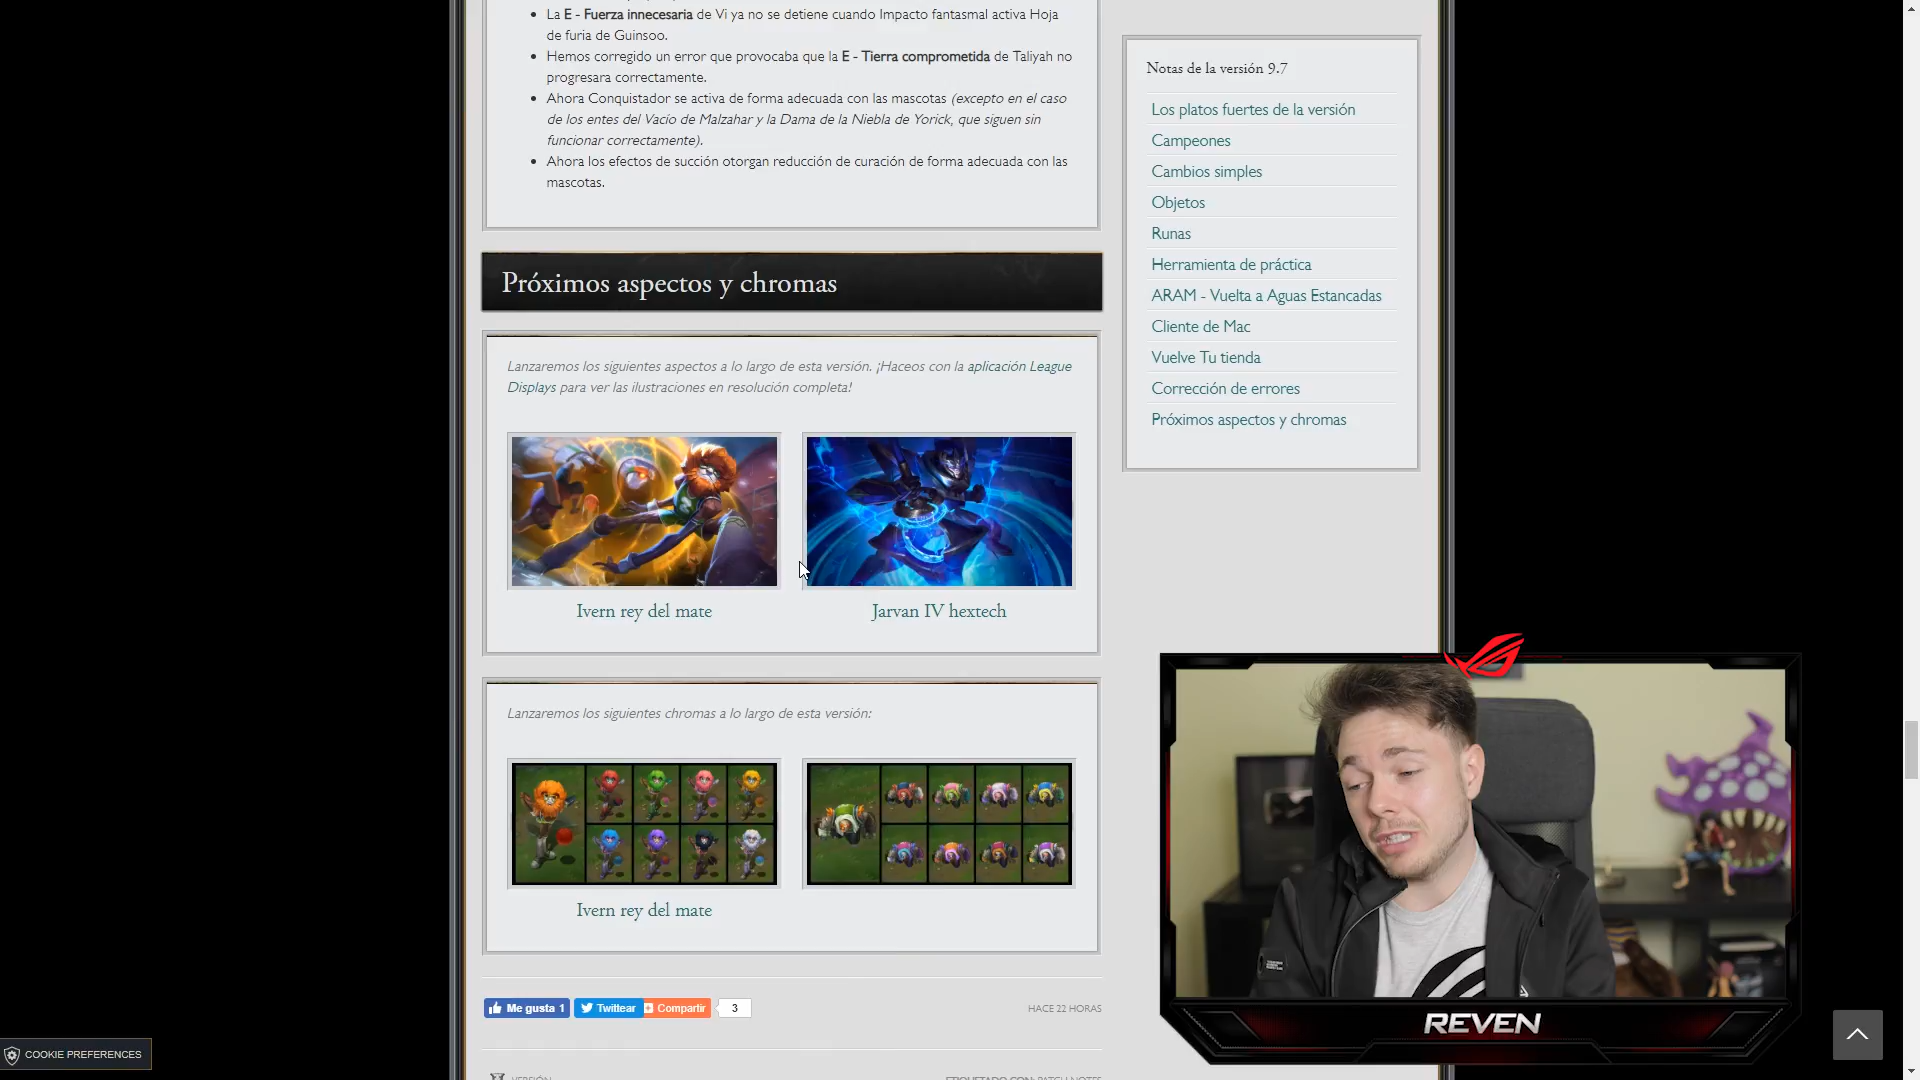 La E - Fuerza innecesaria de Vi ya no se detiene cuando Impacto fantasmal activa Hoja
de furia de Guinsoo.
Hemos corregido un error que provocaba que la E - Tierra comprometida de Taliyah no
progresara correctamente.
Ahora Conquistador se activa de forma adecuada con las mascotas (excepto en el caso
de los entes del Vacío de Malzahar y la Dama de la Niebla de Yorick, que siguen sin
funcionar correctamente).
Ahora los efectos de succión otorgan reducción de curación de forma adecuada con las
mascotas.
Próximos aspectos y chromas
Lanzaremos los siguientes aspectos a lo largo de esta versión. ¡Haceos con la aplicación League
Displays para ver las ilustraciones en resolución completa!
Ivern rey del mate
Jarvan IV hextech
Lanzaremos los siguientes chromas a lo largo de esta versión:
Ivern rey del mate
Me gusta 1
Twittear
Compartir
3
HACE 22 HORAS
VERSIÓN
ETIQUETADO CON: PATCH NOTES
Notas de la versión 9.7
Los platos fuertes de la versión
Campeones
Cambios simples
Objetos
Runas
Herramienta de práctica
ARAM - Vuelta a Aguas Estancadas
Cliente de Mac
Vuelve Tu tienda
Corrección de errores
Próximos aspectos y chromas
REVEN
COOKIE PREFERENCES